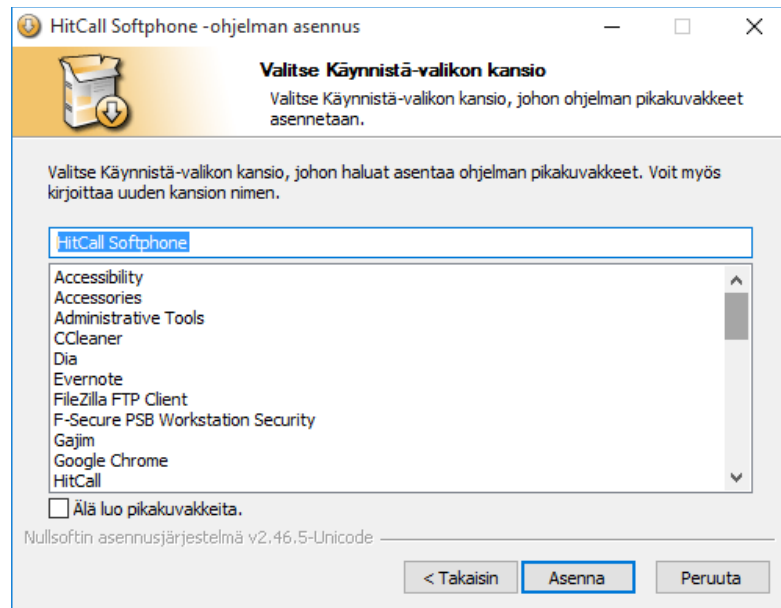 HitCall Softphone -ohjelman asennus
Valitse Käynnistä-valikon kansio
Valitse Käynnistä-valikon kansio, johon ohjelman pikakuvakkeet
asennetaan.
Valitse Käynnistä-valikon kansio, johon haluat asentaa ohjelman pikakuvakkeet. Voit myös
kirjoittaa uuden kansion nimen.
HitCall Softphone
Accessibility
Accessories
Administrative Tools
CCleaner
Dia
Evernote
FileZilla FTP Client
F-Secure PSB Workstation Security
Gajim
Google Chrome
HitCall
Älä luo pikakuvakkeita.
Nullsoftin asennusjärjestelmä v2.46.5-Unicode
< Takaisin Asenna Peruuta